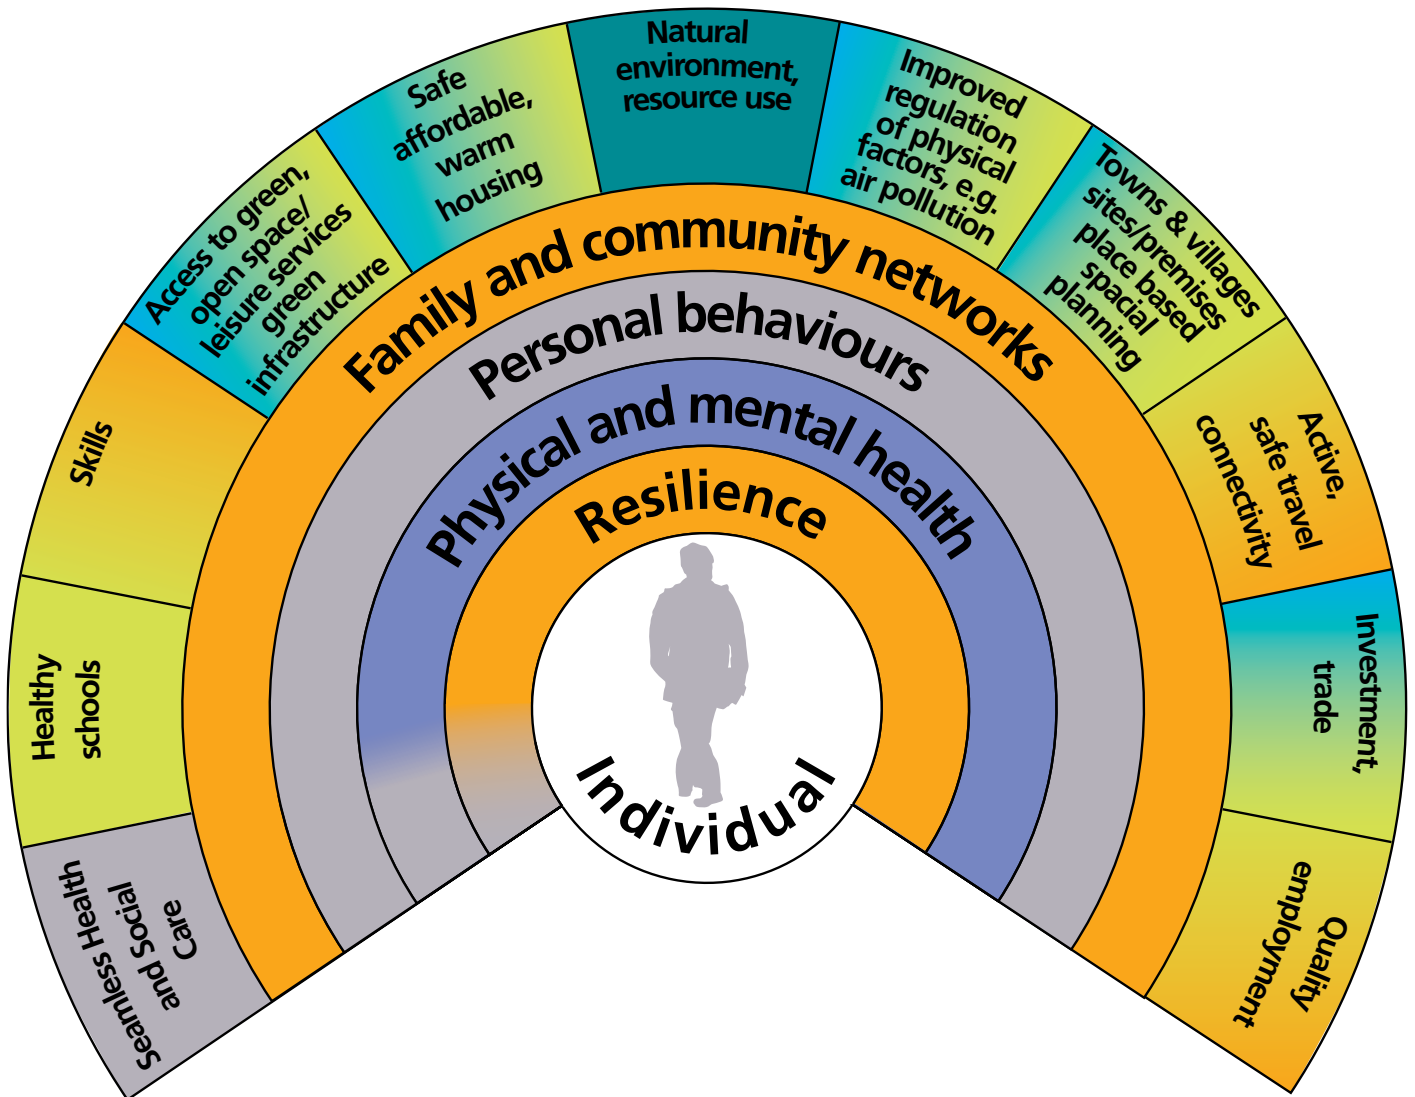 Seamless Health
and Social
Care
Healthy
schools
Skills
Access to green,
open space/
leisure services
green
infrastructure
Safe
affordable,
warm
housing
Natural
environment,
resource use
Improved
regulation
of physical
factors, e.g.
air pollution
Towns & villages
sites/premises
place based
spacial
planning
Active,
safe travel
connectivity
Investment,
trade
Quality
employment
Family and community networks
Personal behaviours
Physical and mental health
Resilience
Individual